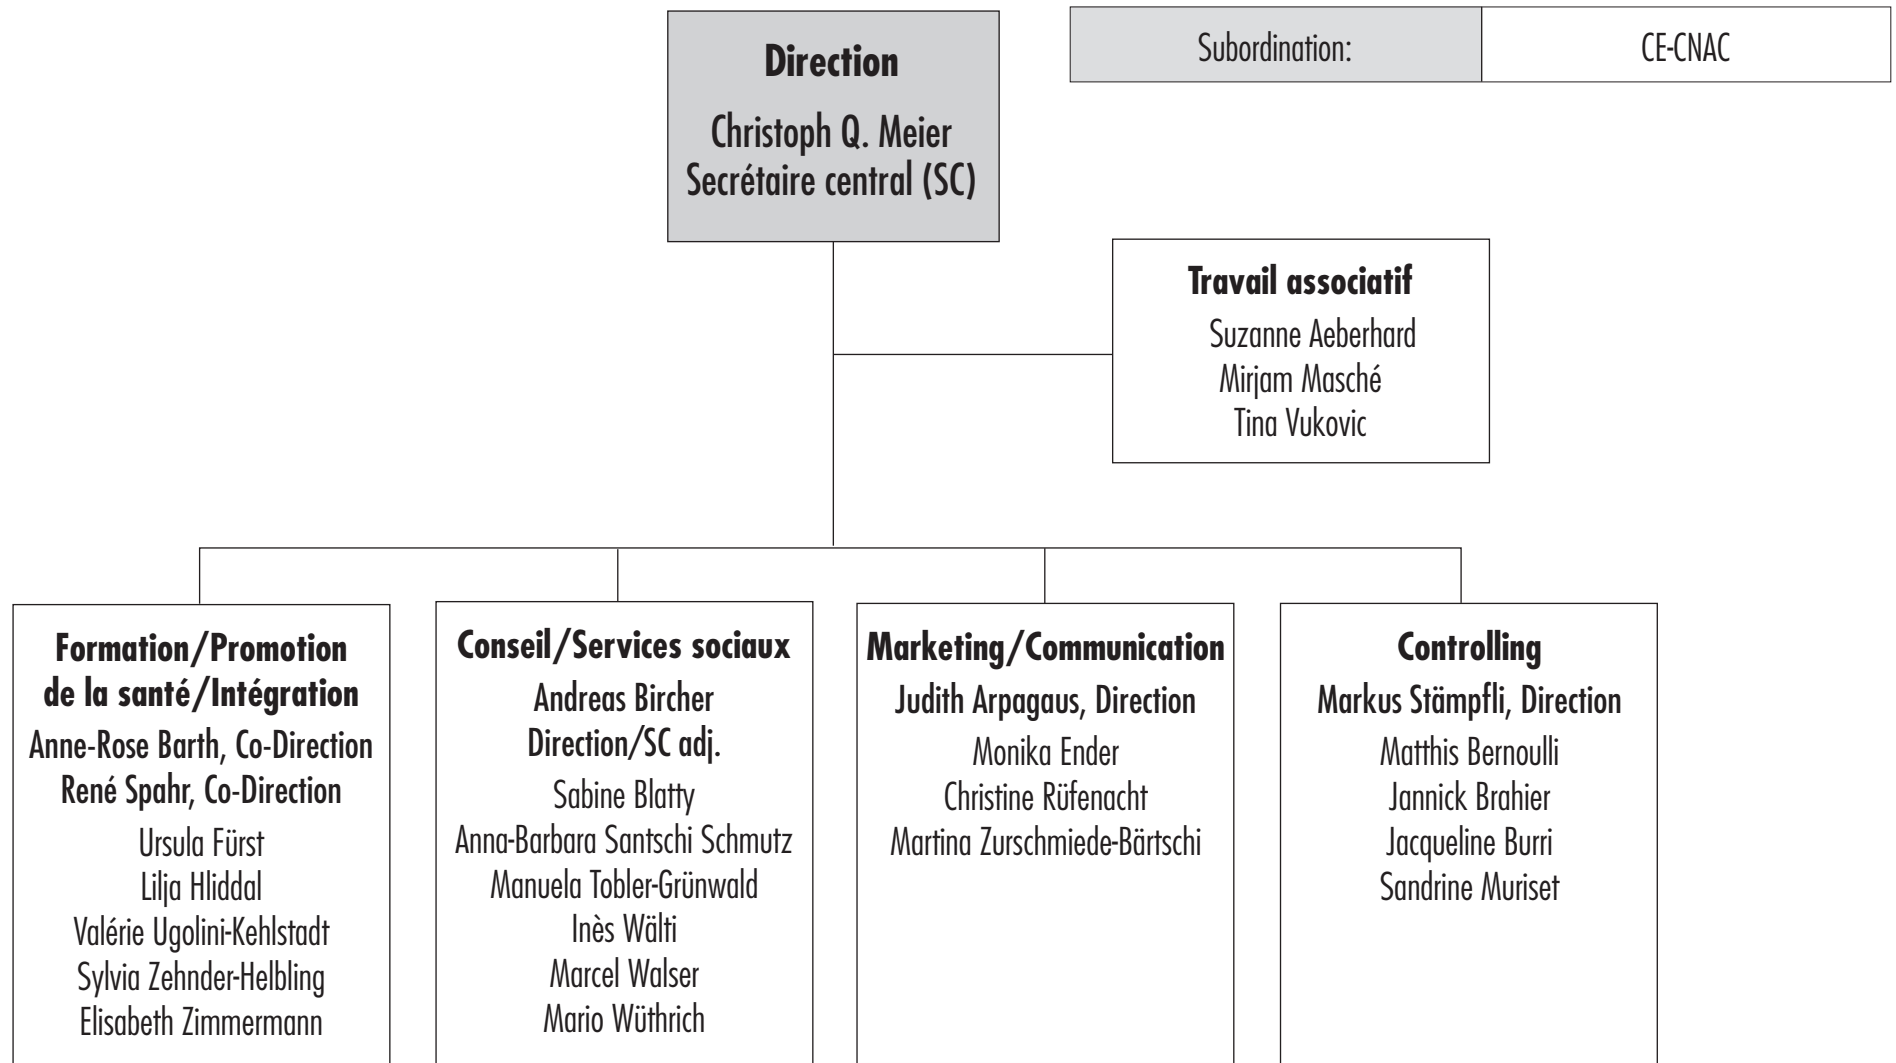 Direction
Christoph Q. Meier
Secrétaire central (SC)
Subordination:
CE-CNAC
Travail associatif
Suzanne Aeberhard
Mirjam Masché
Tina Vukovic
Formation/Promotion
de la santé/Intégration
Anne-Rose Barth, Co-Direction
René Spahr, Co-Direction
Ursula Fürst
Lilja Hliddal
Valérie Ugolini-Kehlstadt
Sylvia Zehnder-Helbling
Elisabeth Zimmermann
Conseil/Services sociaux
Andreas Bircher
Direction/SC adj.
Sabine Blatty
Anna-Barbara Santschi Schmutz
Manuela Tobler-Grünwald
Inès Wälti
Marcel Walser
Mario Wüthrich
Marketing/Communication
Judith Arpagaus, Direction
Monika Ender
Christine Rüfenacht
Martina Zurschmiede-Bärtschi
Controlling
Markus Stämpfli, Direction
Matthis Bernoulli
Jannick Brahier
Jacqueline Burri
Sandrine Muriset